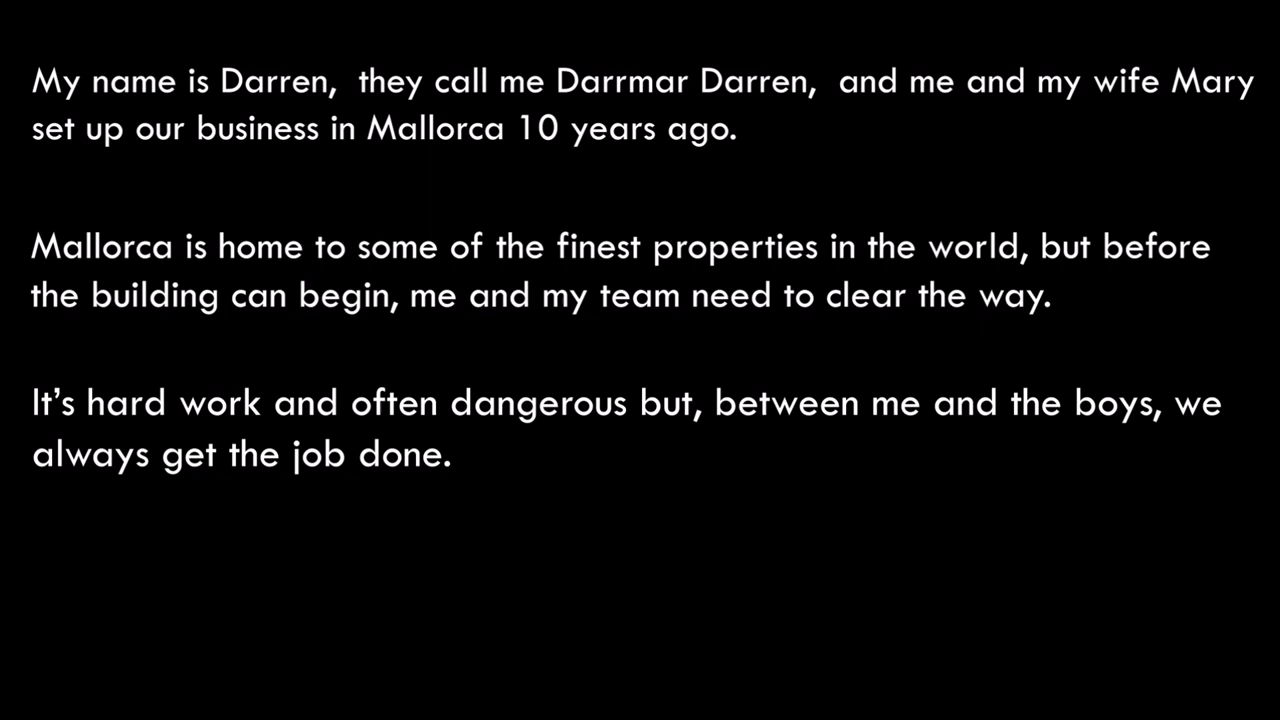 My name is Darren,  they call me Darrmar Darren,  and me and my wife Mary
set up our business in Mallorca 10 years ago.
Mallorca is home to some of the finest properties in the world, but before
the building can begin, me and my team need to clear the way.
It’s hard work and often dangerous but, between me and the boys, we
always get the job done.